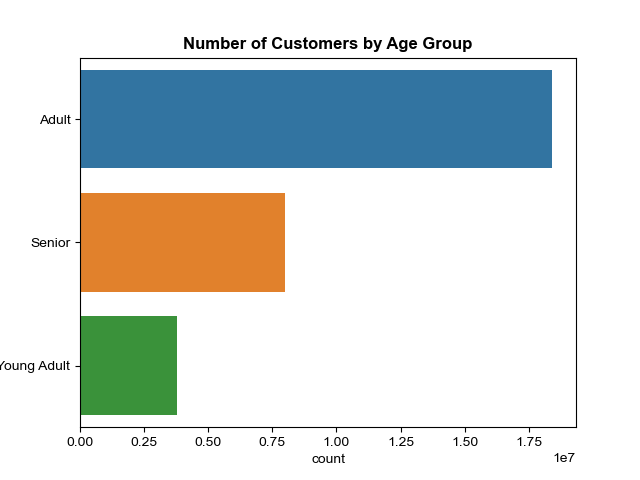 Number of Customers by Age Group
Adult
Senior
Young Adult
0.00 0.25 0.50 0.75 1.00 1.25 1.50 1.75
1e7
count